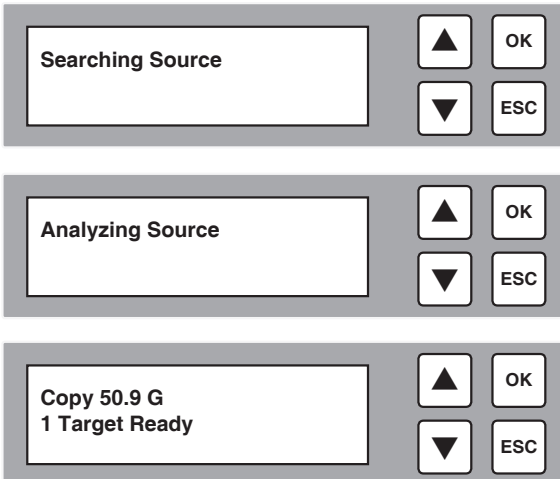 Searching Source
OK
ESC
Analyzing Source
OK
ESC
Copy 50.9 G
1 Target Ready
OK
ESC